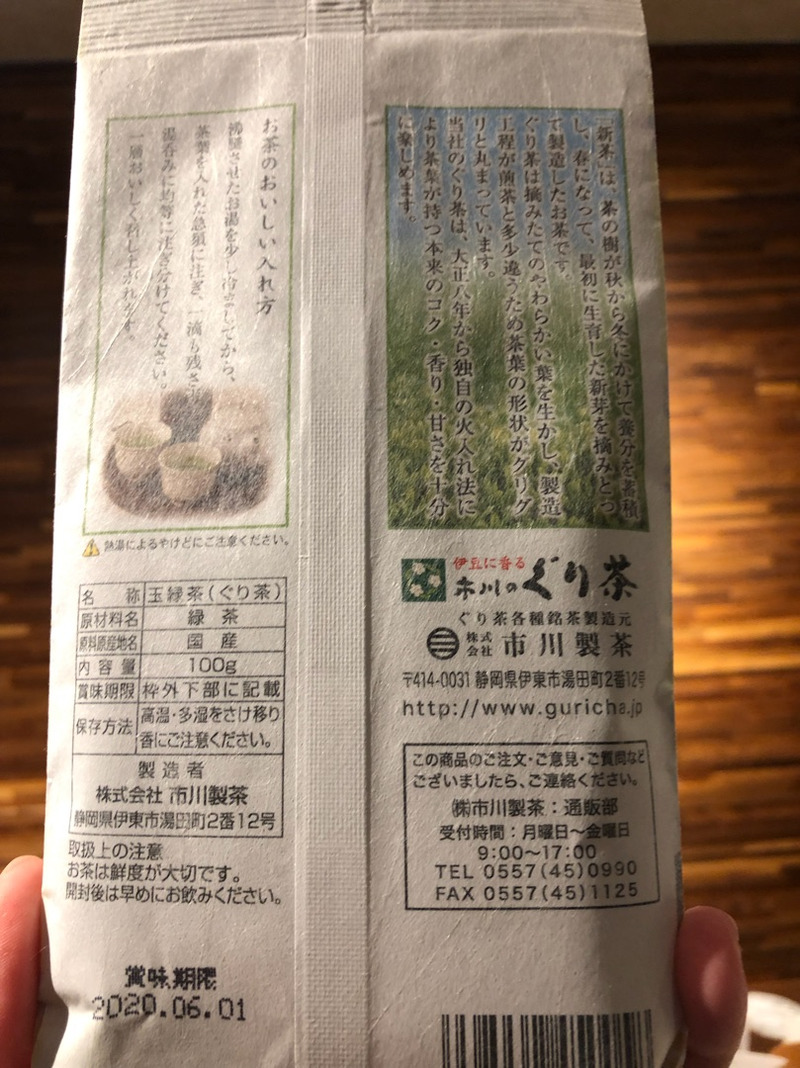 お茶のおいしい入れ方
沸騰させたお湯を少し冷ましてから、
茶葉を入れた急須に注ぎ、一滴も残さず
湯呑みに均等に注ぎ分けてください。
一層おいしく召し上がれます。
熱湯によるやけどにご注意ください。
名 称 玉緑茶(ぐり茶)
原材料名 緑 茶
原料原産地名 国 産
内容量 100g
賞味期限 枠外下部に記載
保存方法 高温・多湿をさけ移り
香にご注意ください。
製造者
株式会社 市川製茶
静岡県伊東市湯田町2番12号
取扱上の注意
お茶は鮮度が大切です。
開封後は早めにお飲みください。
賞味期限
2020.06.01
「新茶」は、茶の樹が秋から冬にかけて養分を蓄積
し、春になって、最初に生育した新芽を摘みとっ
て製造したお茶です。
ぐり茶は摘みたてのやわらかい葉を生かし、製造
工程が煎茶と多少違うため茶葉の形状がグリグ
リと丸まっています。
当社のぐり茶は、大正八年から独自の火入れ法に
より茶葉が持つ本来のコク・香り・甘さを十分
に楽しめます。
伊豆に香る
市川のぐり茶
ぐり茶各種銘茶製造元
株式会社 市川製茶
〒414-0031 静岡県伊東市湯田町2番12号
http://www.guricha.jp
この商品のご注文・ご意見・ご質問など
ございましたら、ご連絡ください。
㈱市川製茶:通販部
受付時間:月曜日〜金曜日
9:00〜17:00
TEL 0557(45)0990
FAX 0557(45)1125